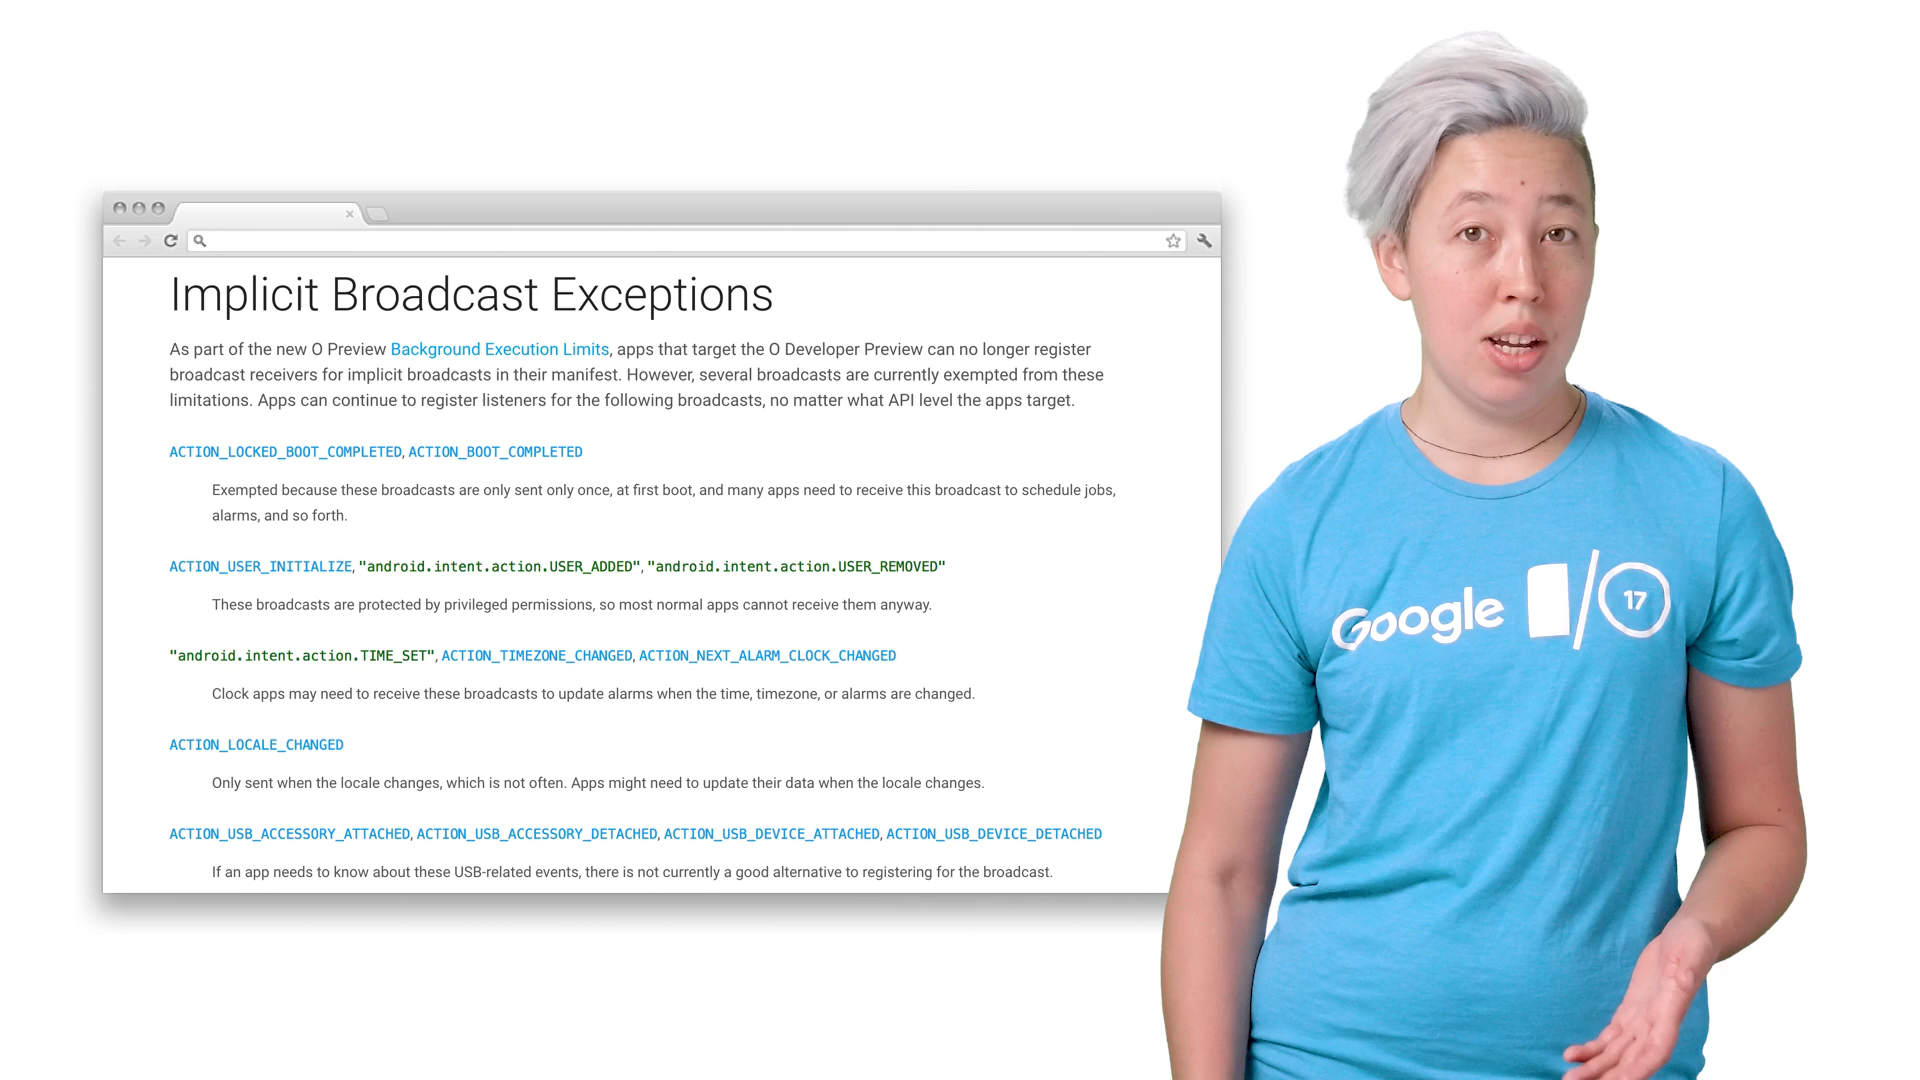 Implicit Broadcast Exceptions
As part of the new O Preview Background Execution Limits, apps that target the O Developer Preview can no longer register
broadcast receivers for implicit broadcasts in their manifest. However, several broadcasts are currently exempted from these
limitations. Apps can continue to register listeners for the following broadcasts, no matter what API level the apps target.
ACTION_LOCKED_BOOT_COMPLETED, ACTION_BOOT_COMPLETED
Exempted because these broadcasts are only sent only once, at first boot, and many apps need to receive this broadcast to schedule jobs,
alarms, and so forth.
ACTION_USER_INITIALIZE, "android.intent.action.USER_ADDED", "android.intent.action.USER_REMOVED"
These broadcasts are protected by privileged permissions, so most normal apps cannot receive them anyway.
"android.intent.action.TIME_SET", ACTION_TIMEZONE_CHANGED, ACTION_NEXT_ALARM_CLOCK_CHANGED
Clock apps may need to receive these broadcasts to update alarms when the time, timezone, or alarms are changed.
ACTION_LOCALE_CHANGED
Only sent when the locale changes, which is not often. Apps might need to update their data when the locale changes.
ACTION_USB_ACCESSORY_ATTACHED, ACTION_USB_ACCESSORY_DETACHED, ACTION_USB_DEVICE_ATTACHED, ACTION_USB_DEVICE_DETACHED
If an app needs to know about these USB-related events, there is not currently a good alternative to registering for the broadcast.
Google I/O 17